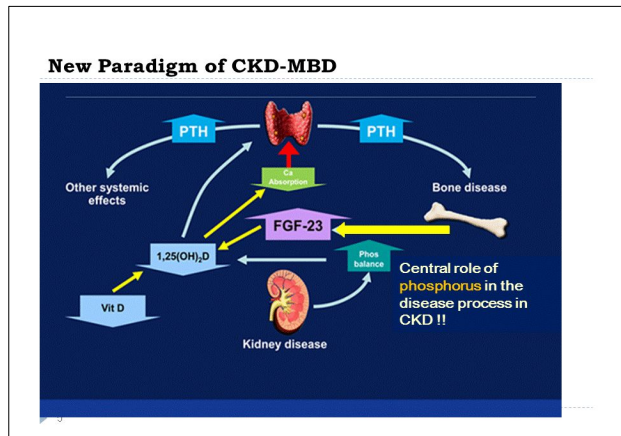 New Paradigm of CKD-MBD
PTH
PTH
Ca
Absorption
Other systemic
effects
Bone disease
FGF-23
1,25(OH)₂D
Phos
balance
Central role of
phosphorus in the
disease process in
CKD !!
Vit D
Kidney disease